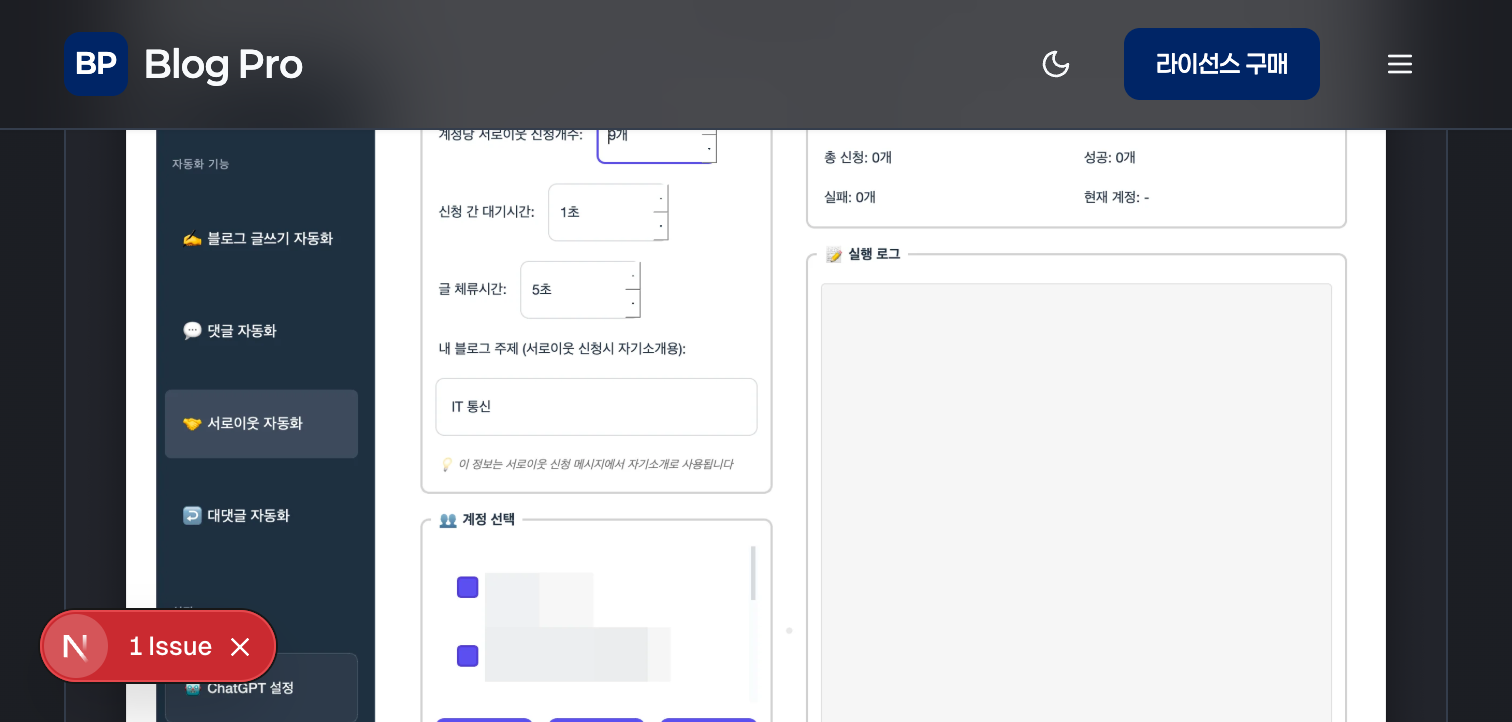 BP Blog Pro
라이선스 구매
자동화 기능
✍️ 블로그 글쓰기 자동화
💬 댓글 자동화
🤝 서로이웃 자동화
↩️ 대댓글 자동화
ChatGPT 설정
N 1 Issue
계정당 서로이웃 신청개수:
신청 간 대기시간: 1초
글 체류시간: 5초
내 블로그 주제 (서로이웃 신청시 자기소개용):
IT 통신
💡 이 정보는 서로이웃 신청 메시지에서 자기소개로 사용됩니다
👥 계정 선택
총 신청: 0개
성공: 0개
실패: 0개
현재 계정: -
📝 실행 로그